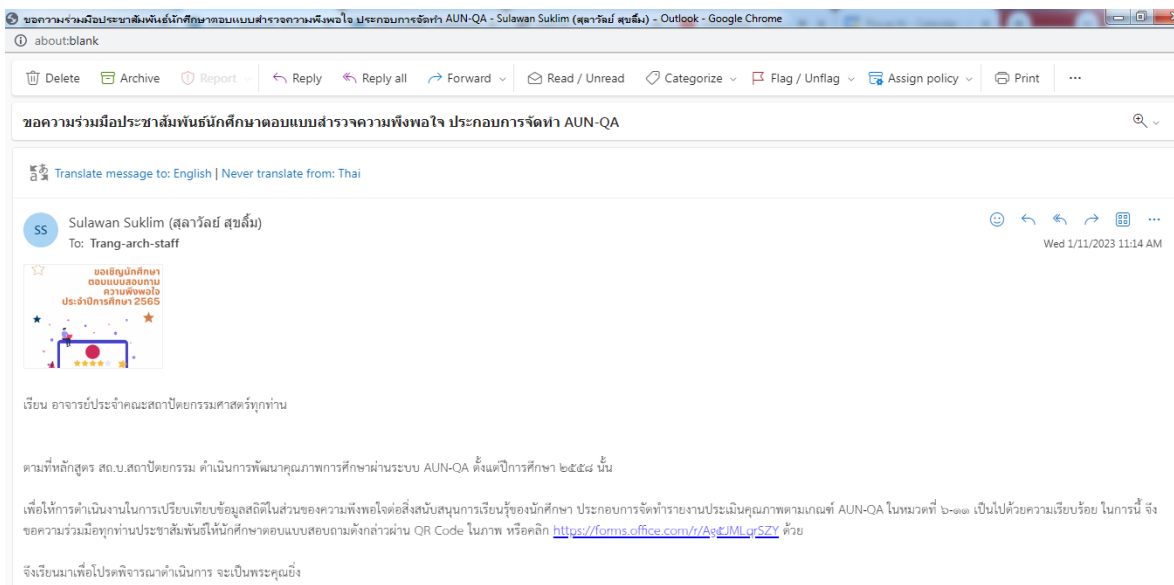 ขอความร่วมมือประชาสัมพันธ์นักศึกษาตอบแบบสำรวจความพึงพอใจ ประกอบการจัดทำ AUN-QA - Sulawan Suklim (สุลาวัลย์ สุขลิ้ม) - Outlook - Google Chrome
about:blank
Delete Archive Report Reply Reply all Forward Read / Unread Categorize Flag / Unflag Assign policy Print ...
ขอความร่วมมือประชาสัมพันธ์นักศึกษาตอบแบบสำรวจความพึงพอใจ ประกอบการจัดทำ AUN-QA
Translate message to: English | Never translate from: Thai
SS
Sulawan Suklim (สุลาวัลย์ สุขลิ้ม)
To: Trang-arch-staff
Wed 1/11/2023 11:14 AM
ขอเชิญนักศึกษา
ตอบแบบสอบถาม
ความพึงพอใจ
ประจำปีการศึกษา 2565
เรียน อาจารย์ประจำคณะสถาปัตยกรรมศาสตร์ทุกท่าน
ตามที่หลักสูตร สถ.บ.สถาปัตยกรรม ดำเนินการพัฒนาคุณภาพการศึกษาผ่านระบบ AUN-QA ตั้งแต่ปีการศึกษา ๒๕๕๘ นั้น
เพื่อให้การดำเนินงานในการเปรียบเทียบข้อมูลสถิติในส่วนของความพึงพอใจต่อสิ่งสนับสนุนการเรียนรู้ของนักศึกษา ประกอบการจัดทำรายงานประเมินคุณภาพตามเกณฑ์ AUN-QA ในหมวดที่ ๖-๑๑ เป็นไปด้วยความเรียบร้อย ในการนี้ จึง
ขอความร่วมมือทุกท่านประชาสัมพันธ์ให้นักศึกษาตอบแบบสอบถามดังกล่าวผ่าน QR Code ในภาพ หรือคลิก https://forms.office.com/r/Ag๕JMLqrSZY ด้วย
จึงเรียนมาเพื่อโปรดพิจารณาดำเนินการ จะเป็นพระคุณยิ่ง